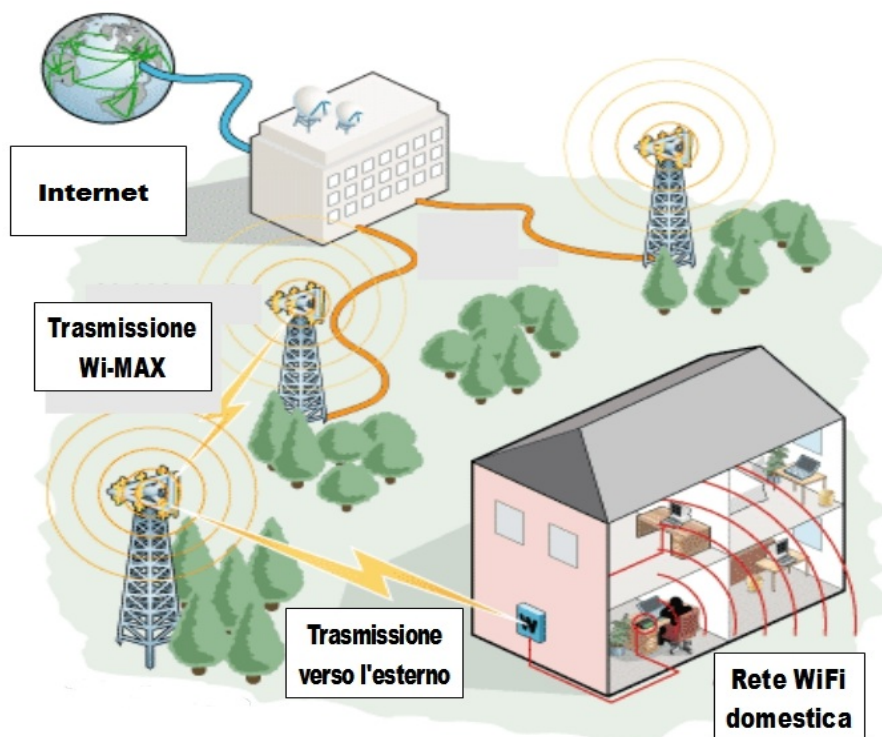 Internet
Trasmissione
Wi-MAX
Trasmissione
verso l'esterno
Rete WiFi
domestica